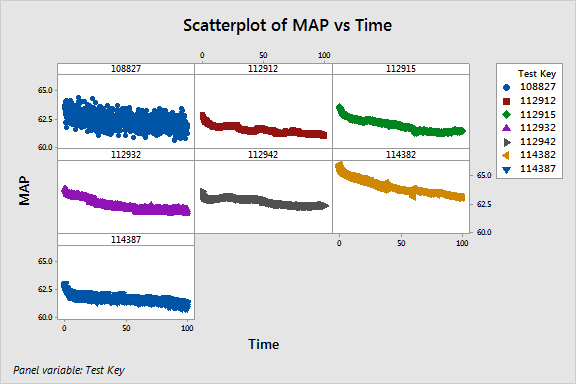 Scatterplot of MAP vs Time
0 50 100
108827 112912 112915
65.0
62.5
60.0
112932 112942 114382
65.0
62.5
60.0
114387
0 50 100
65.0
62.5
60.0
0 50 100
MAP
Time
Test Key
108827
112912
112915
112932
112942
114382
114387
Panel variable: Test Key